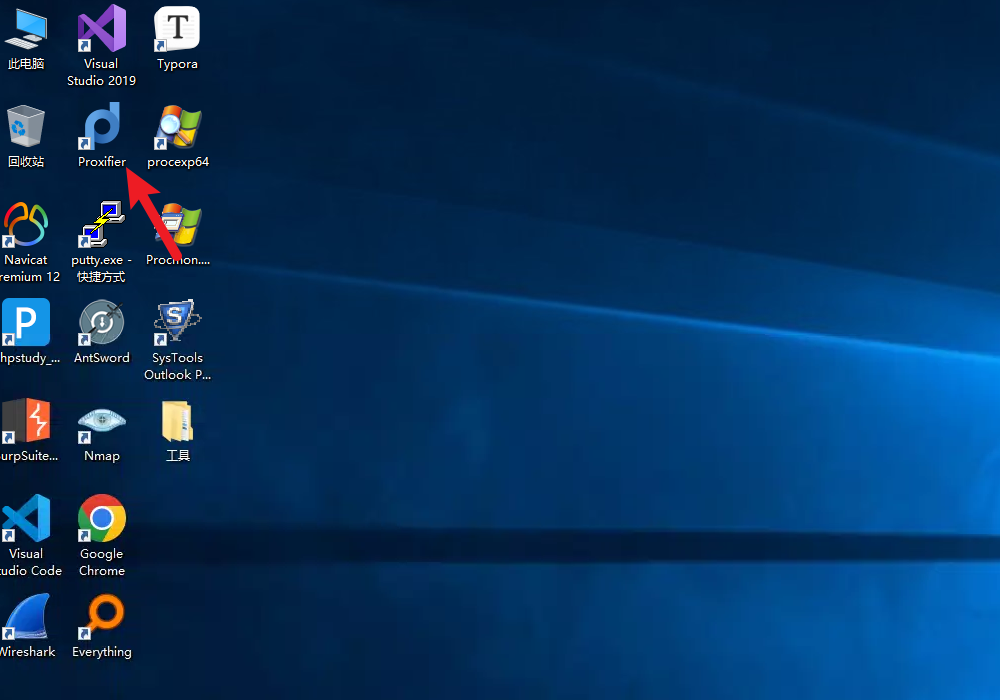 此电脑
Visual
Studio 2019
Typora
回收站
Proxifier
procexp64
Navicat
remium 12
putty.exe -
快捷方式
Procmon....
hpstudy_...
AntSword
SysTools
Outlook P...
urpSuite...
Nmap
工具
Visual
tudio Code
Google
Chrome
Wireshark
Everything